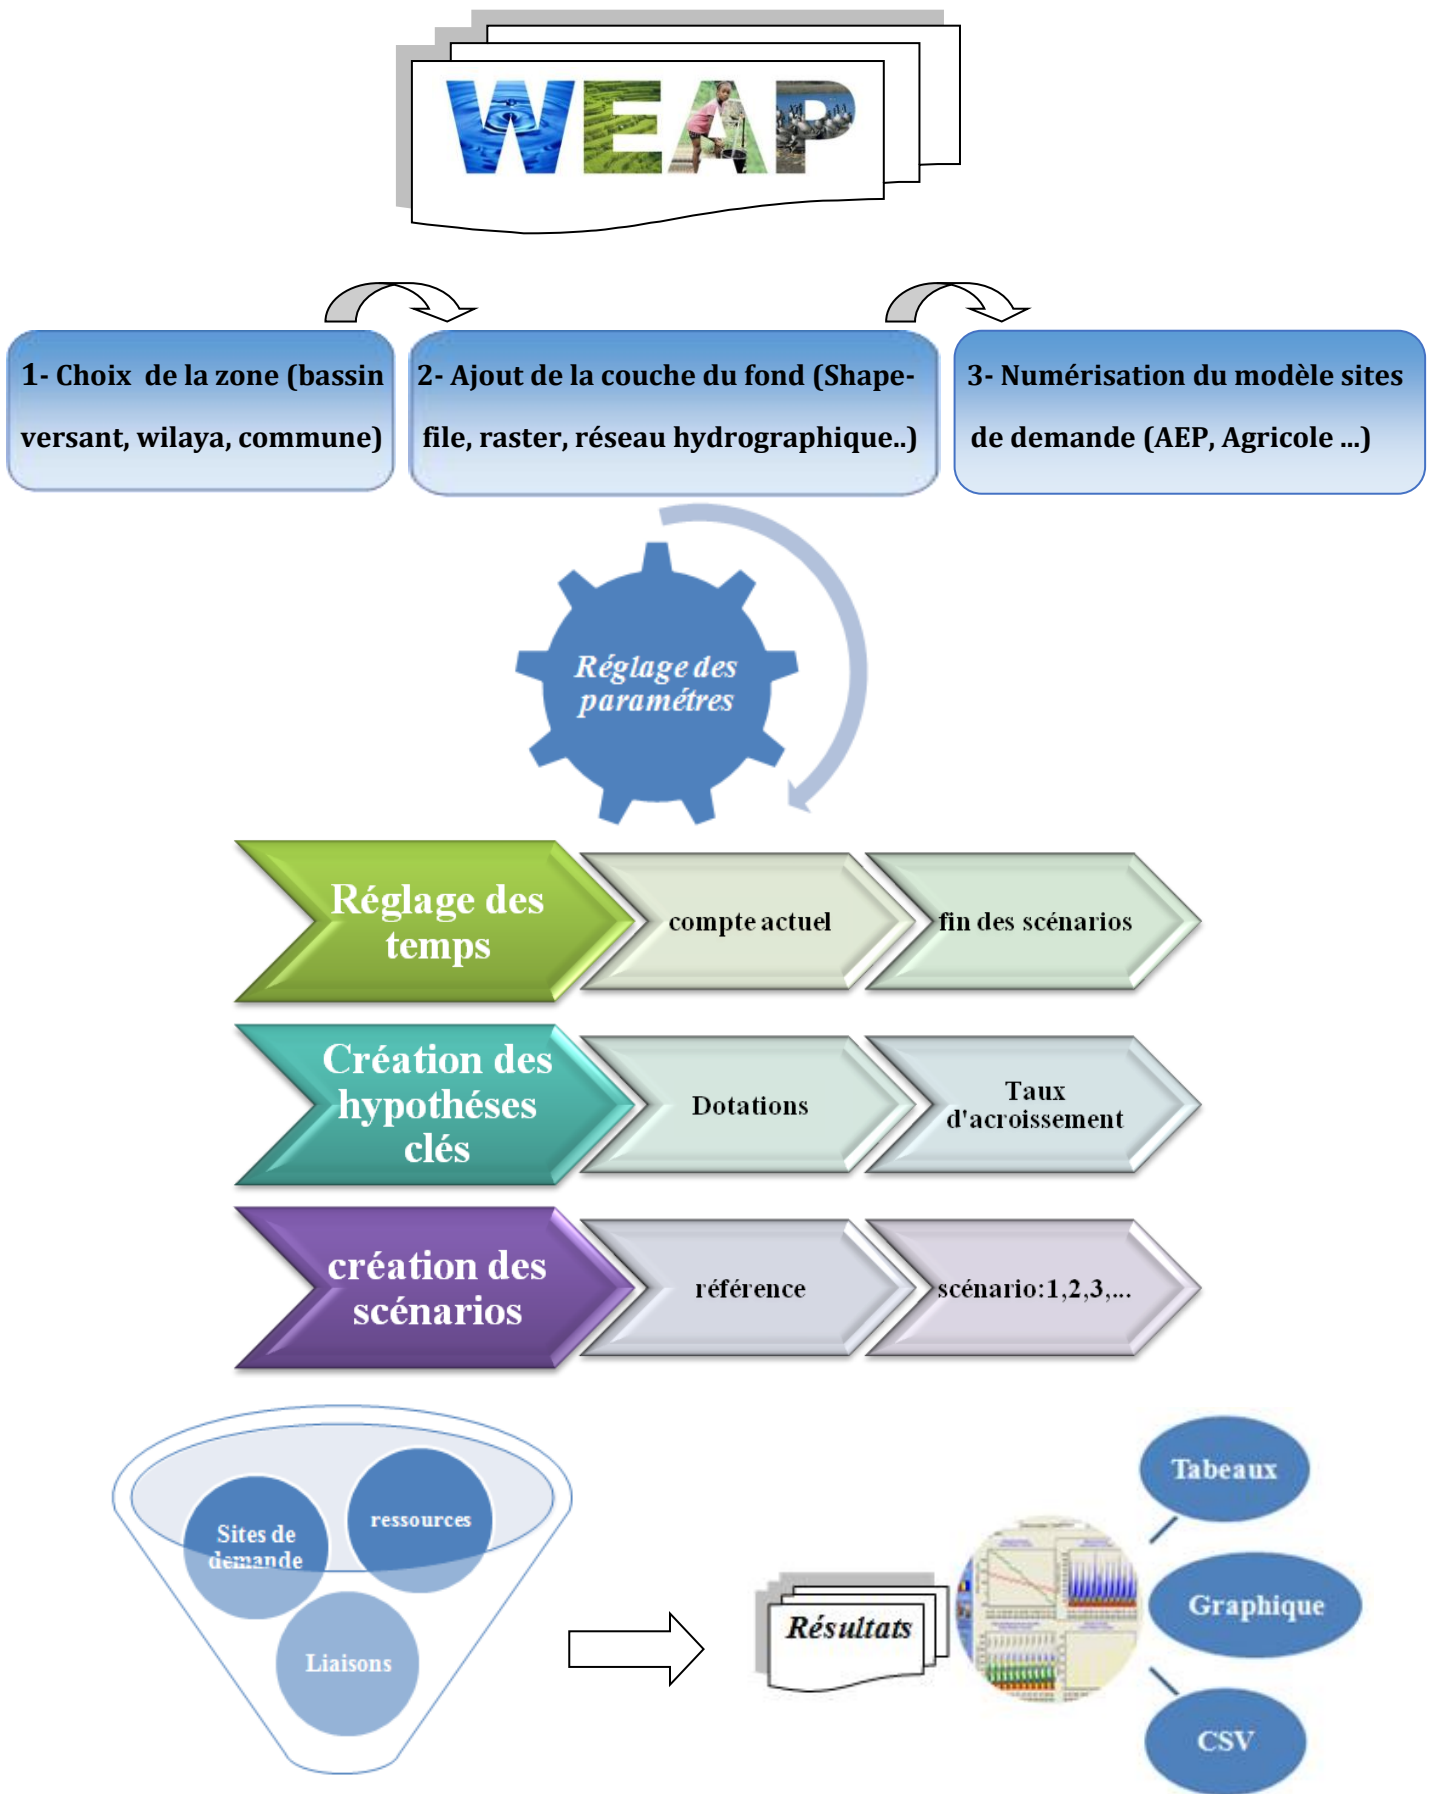 WEAP
1- Choix de la zone (bassin
versant, wilaya, commune)
2- Ajout de la couche du fond (Shape-
file, raster, réseau hydrographique..)
3- Numérisation du modèle sites
de demande (AEP, Agricole ...)
Réglage des
paramétres
Réglage des
temps
compte actuel
fin des scénarios
Création des
hypothéses
clés
Dotations
Taux
d'acroissement
création des
scénarios
référence
scénario:1,2,3,...
Sites de
demande
ressources
Liaisons
Résultats
Tabeaux
Graphique
CSV